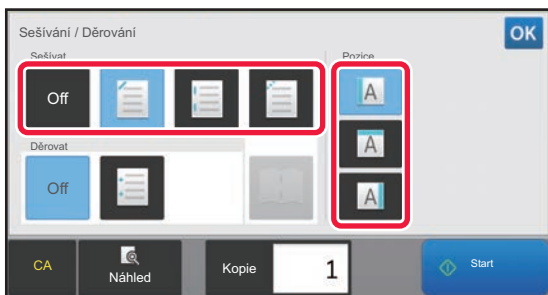 Sešívání / Děrování
OK
Sešívat
Pozice
Off
A
A
A
Děrovat
Off
CA
Náhled
Kopie
1
Start